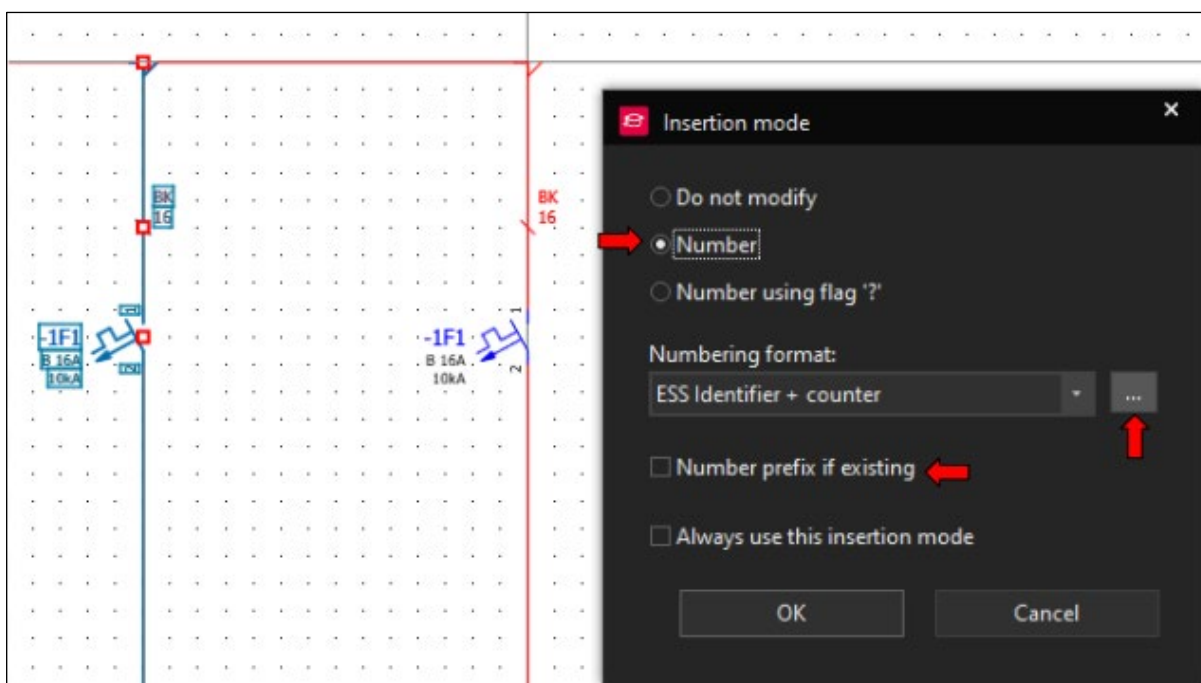 BK
16
-1F1
B 16A
10kA
BK
16
-1F1
B 16A
10kA
1
2
Insertion mode
Do not modify
Number
Number using flag '?'
Numbering format:
ESS Identifier + counter
...
Number prefix if existing
Always use this insertion mode
OK
Cancel